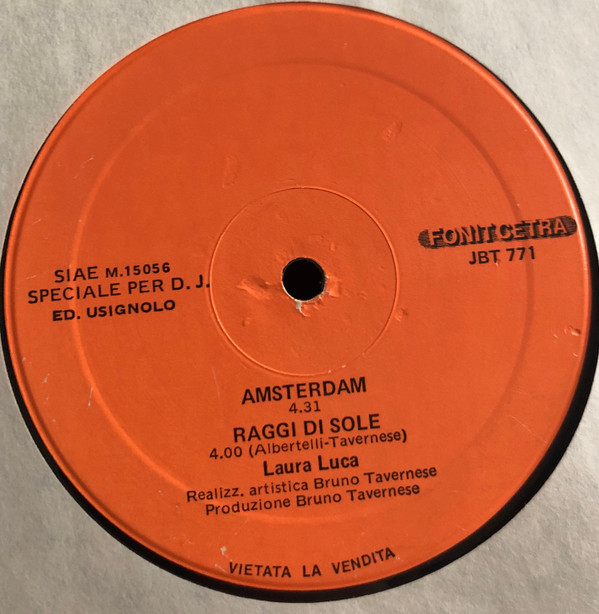 SIAE M.15056
SPECIALE PER D. J.
ED. USIGNOLO
FONIT CETRA
JBT 771
AMSTERDAM
4.31
RAGGI DI SOLE
4.00 (Albertelli-Tavernese)
Laura Luca
Realizz. artistica Bruno Tavernese
Produzione Bruno Tavernese
VIETATA LA VENDITA